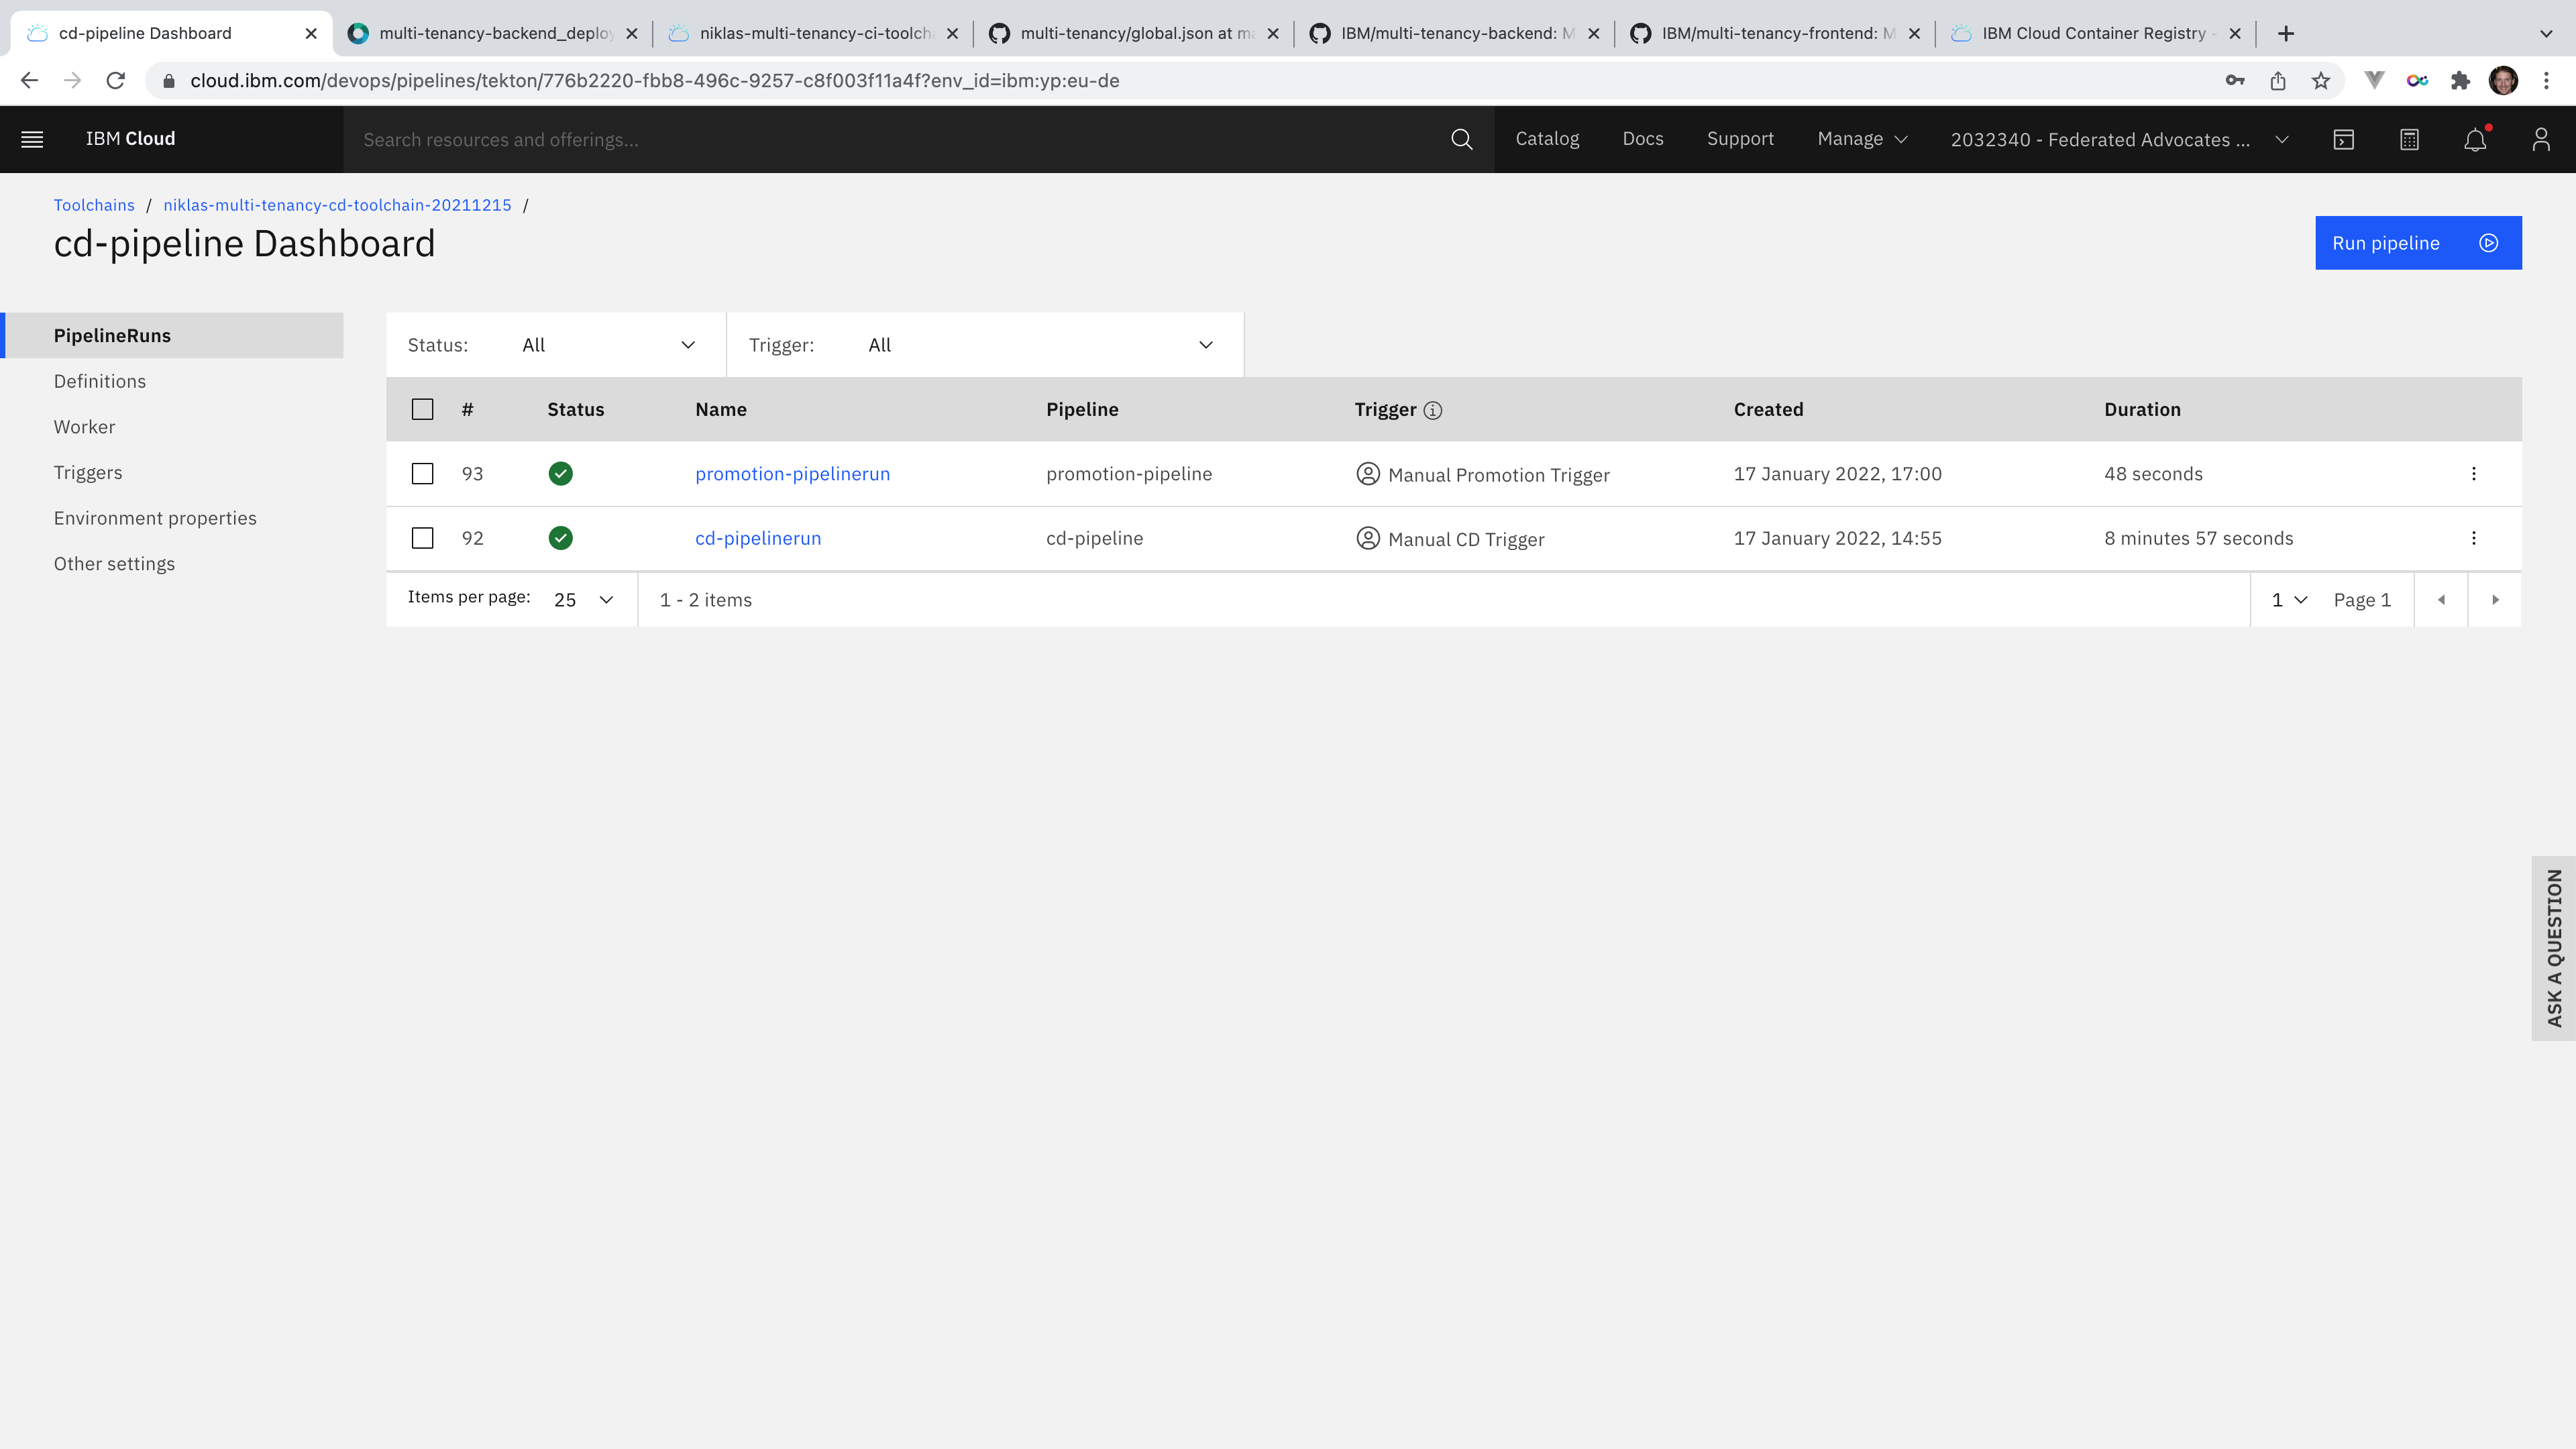 cd-pipeline Dashboard
multi-tenancy-backend_deploy
niklas-multi-tenancy-ci-toolcha
multi-tenancy/global.json at ma
IBM/multi-tenancy-backend: M
IBM/multi-tenancy-frontend: M
IBM Cloud Container Registry -
cloud.ibm.com/devops/pipelines/tekton/776b2220-fbb8-496c-9257-c8f003f11a4f?env_id=ibm:yp:eu-de
IBM Cloud
Search resources and offerings...
Catalog
Docs
Support
Manage
2032340 - Federated Advocates ...
Toolchains / niklas-multi-tenancy-cd-toolchain-20211215 /
cd-pipeline Dashboard
Run pipeline
PipelineRuns
Definitions
Worker
Triggers
Environment properties
Other settings
Status: All
Trigger: All
# Status Name Pipeline Trigger Created Duration
93 promotion-pipelinerun promotion-pipeline Manual Promotion Trigger 17 January 2022, 17:00 48 seconds
92 cd-pipelinerun cd-pipeline Manual CD Trigger 17 January 2022, 14:55 8 minutes 57 seconds
Items per page: 25 1 - 2 items 1 Page 1
ASK A QUESTION